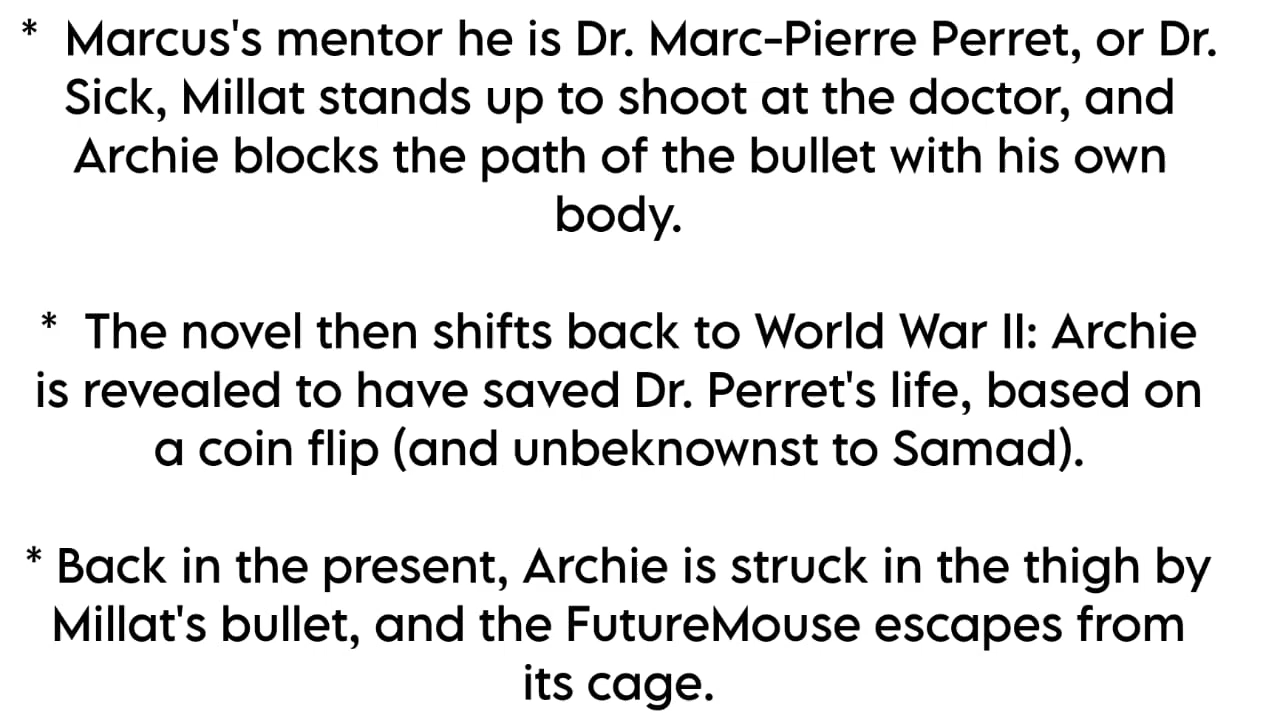 * Marcus's mentor he is Dr. Marc-Pierre Perret, or Dr.
Sick, Millat stands up to shoot at the doctor, and
Archie blocks the path of the bullet with his own
body.
* The novel then shifts back to World War II: Archie
is revealed to have saved Dr. Perret's life, based on
a coin flip (and unbeknownst to Samad).
* Back in the present, Archie is struck in the thigh by
Millat's bullet, and the FutureMouse escapes from
its cage.